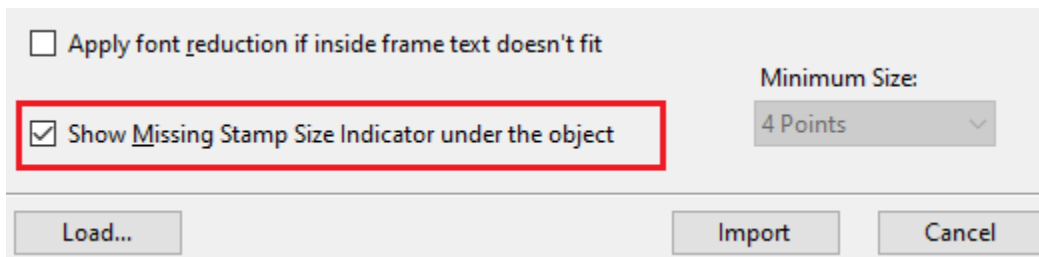 Apply font reduction if inside frame text doesn't fit
Minimum Size:
Show Missing Stamp Size Indicator under the object
4 Points
Load...
Import
Cancel